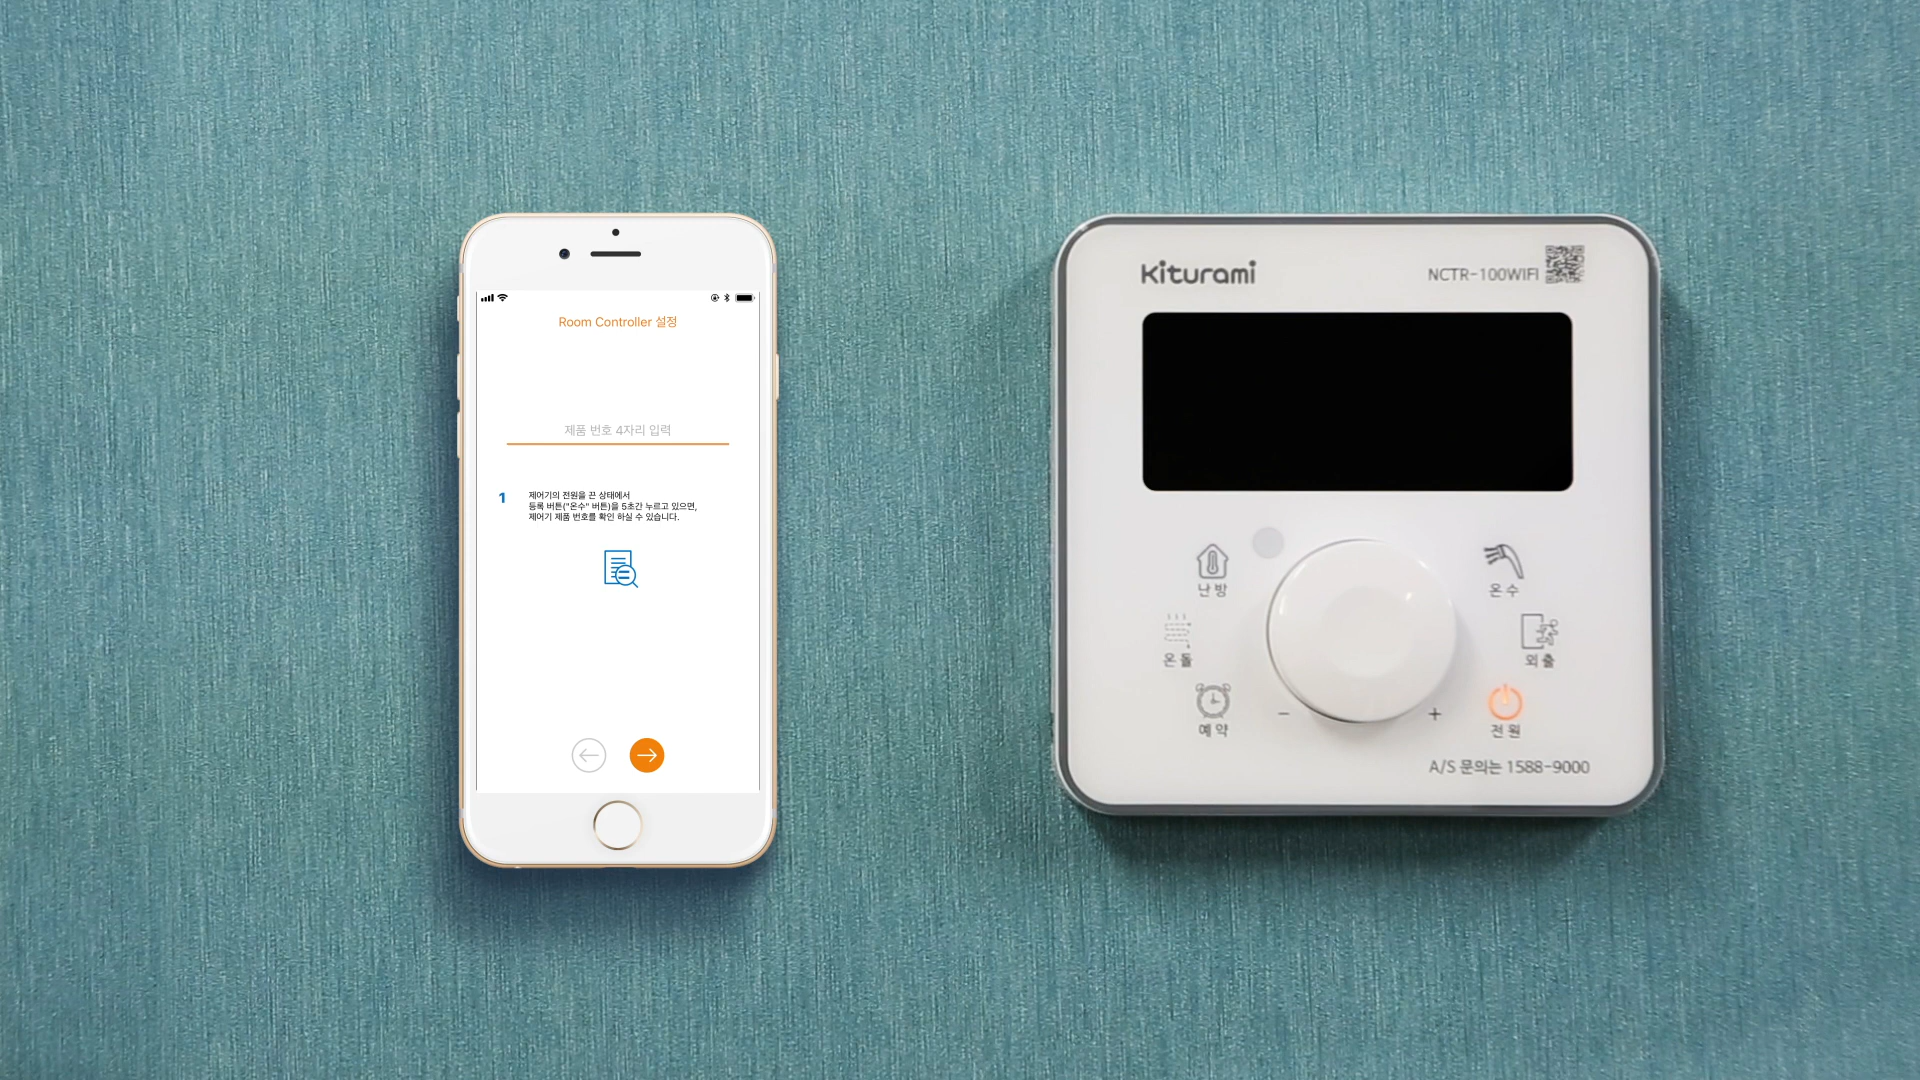 Room Controller 설정
제품 번호 4자리 입력
1
제어기의 전원을 끈 상태에서
등록 버튼("온수" 버튼)을 5초간 누르고 있으면,
제어기 제품 번호를 확인 하실 수 있습니다.
Kiturami
NCTR-100WIFI
난방
온수
온돌
외출
예약
- +
전원
A/S 문의는 1588-9000